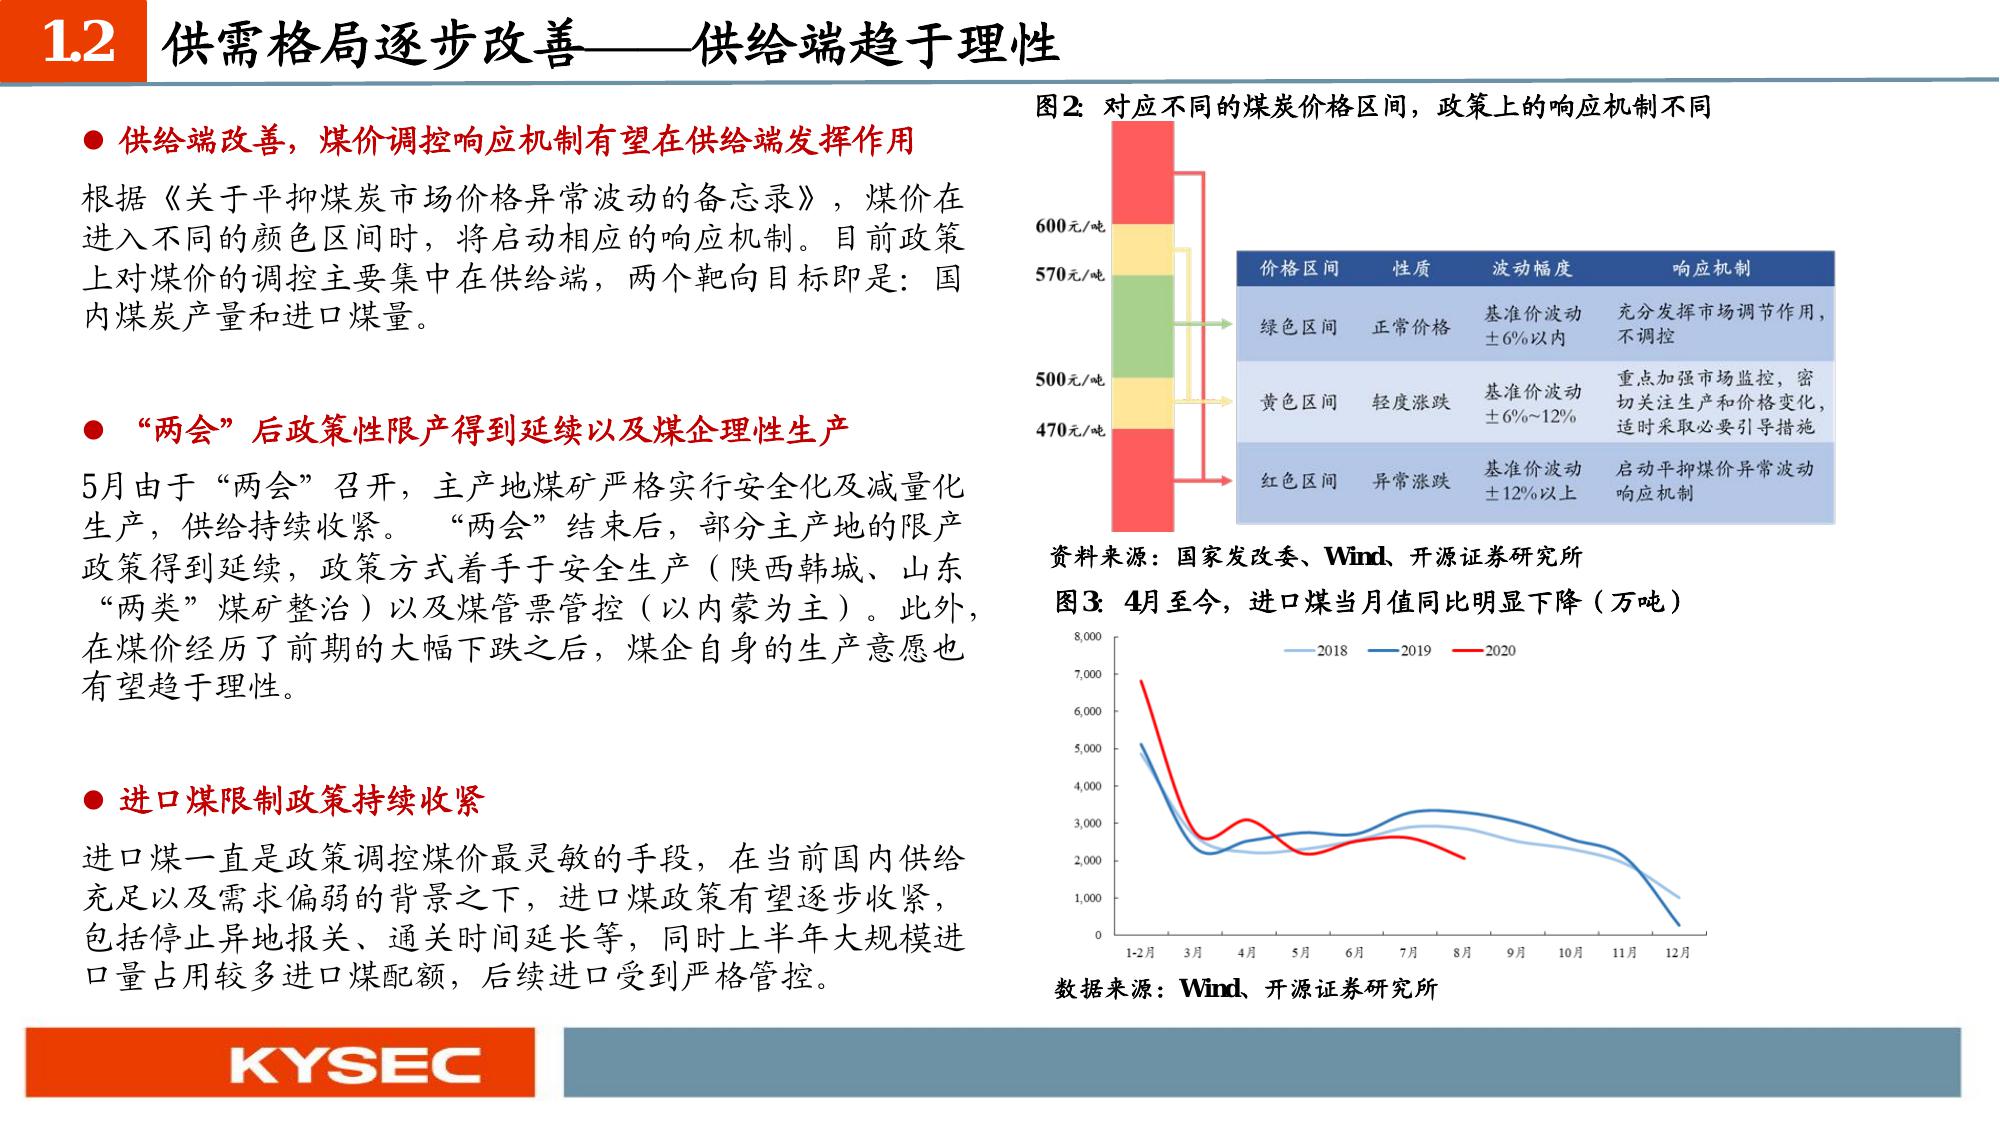 1.2 供需格局逐步改善——供给端趋于理性
● 供给端改善，煤价调控响应机制有望在供给端发挥作用
根据《关于平抑煤炭市场价格异常波动的备忘录》，煤价在
进入不同的颜色区间时，将启动相应的响应机制。目前政策
上对煤价的调控主要集中在供给端，两个靶向目标即是：国
内煤炭产量和进口煤量。
● “两会”后政策性限产得到延续以及煤企理性生产
5月由于“两会”召开，主产地煤矿严格实行安全化及减量化
生产，供给持续收紧。 “两会”结束后，部分主产地的限产
政策得到延续，政策方式着手于安全生产（陕西韩城、山东
“两类”煤矿整治）以及煤管票管控（以内蒙为主）。此外，
在煤价经历了前期的大幅下跌之后，煤企自身的生产意愿也
有望趋于理性。
● 进口煤限制政策持续收紧
进口煤一直是政策调控煤价最灵敏的手段，在当前国内供给
充足以及需求偏弱的背景之下，进口煤政策有望逐步收紧，
包括停止异地报关、通关时间延长等，同时上半年大规模进
口量占用较多进口煤配额，后续进口受到严格管控。
图2：对应不同的煤炭价格区间，政策上的响应机制不同
600元/吨
570元/吨
500元/吨
470元/吨
价格区间 性质 波动幅度 响应机制
绿色区间 正常价格 基准价波动 充分发挥市场调节作用，
±6%以内 不调控
黄色区间 轻度涨跌 基准价波动 重点加强市场监控，密
±6%~12% 切关注生产和价格变化，
适时采取必要引导措施
红色区间 异常涨跌 基准价波动 启动平抑煤价异常波动
±12%以上 响应机制
资料来源：国家发改委、Wind、开源证券研究所
图3：4月至今，进口煤当月值同比明显下降（万吨）
2018 2019 2020
8,000
7,000
6,000
5,000
4,000
3,000
2,000
1,000
0
1-2月 3月 4月 5月 6月 7月 8月 9月 10月 11月 12月
数据来源：Wind、开源证券研究所
KYSEC